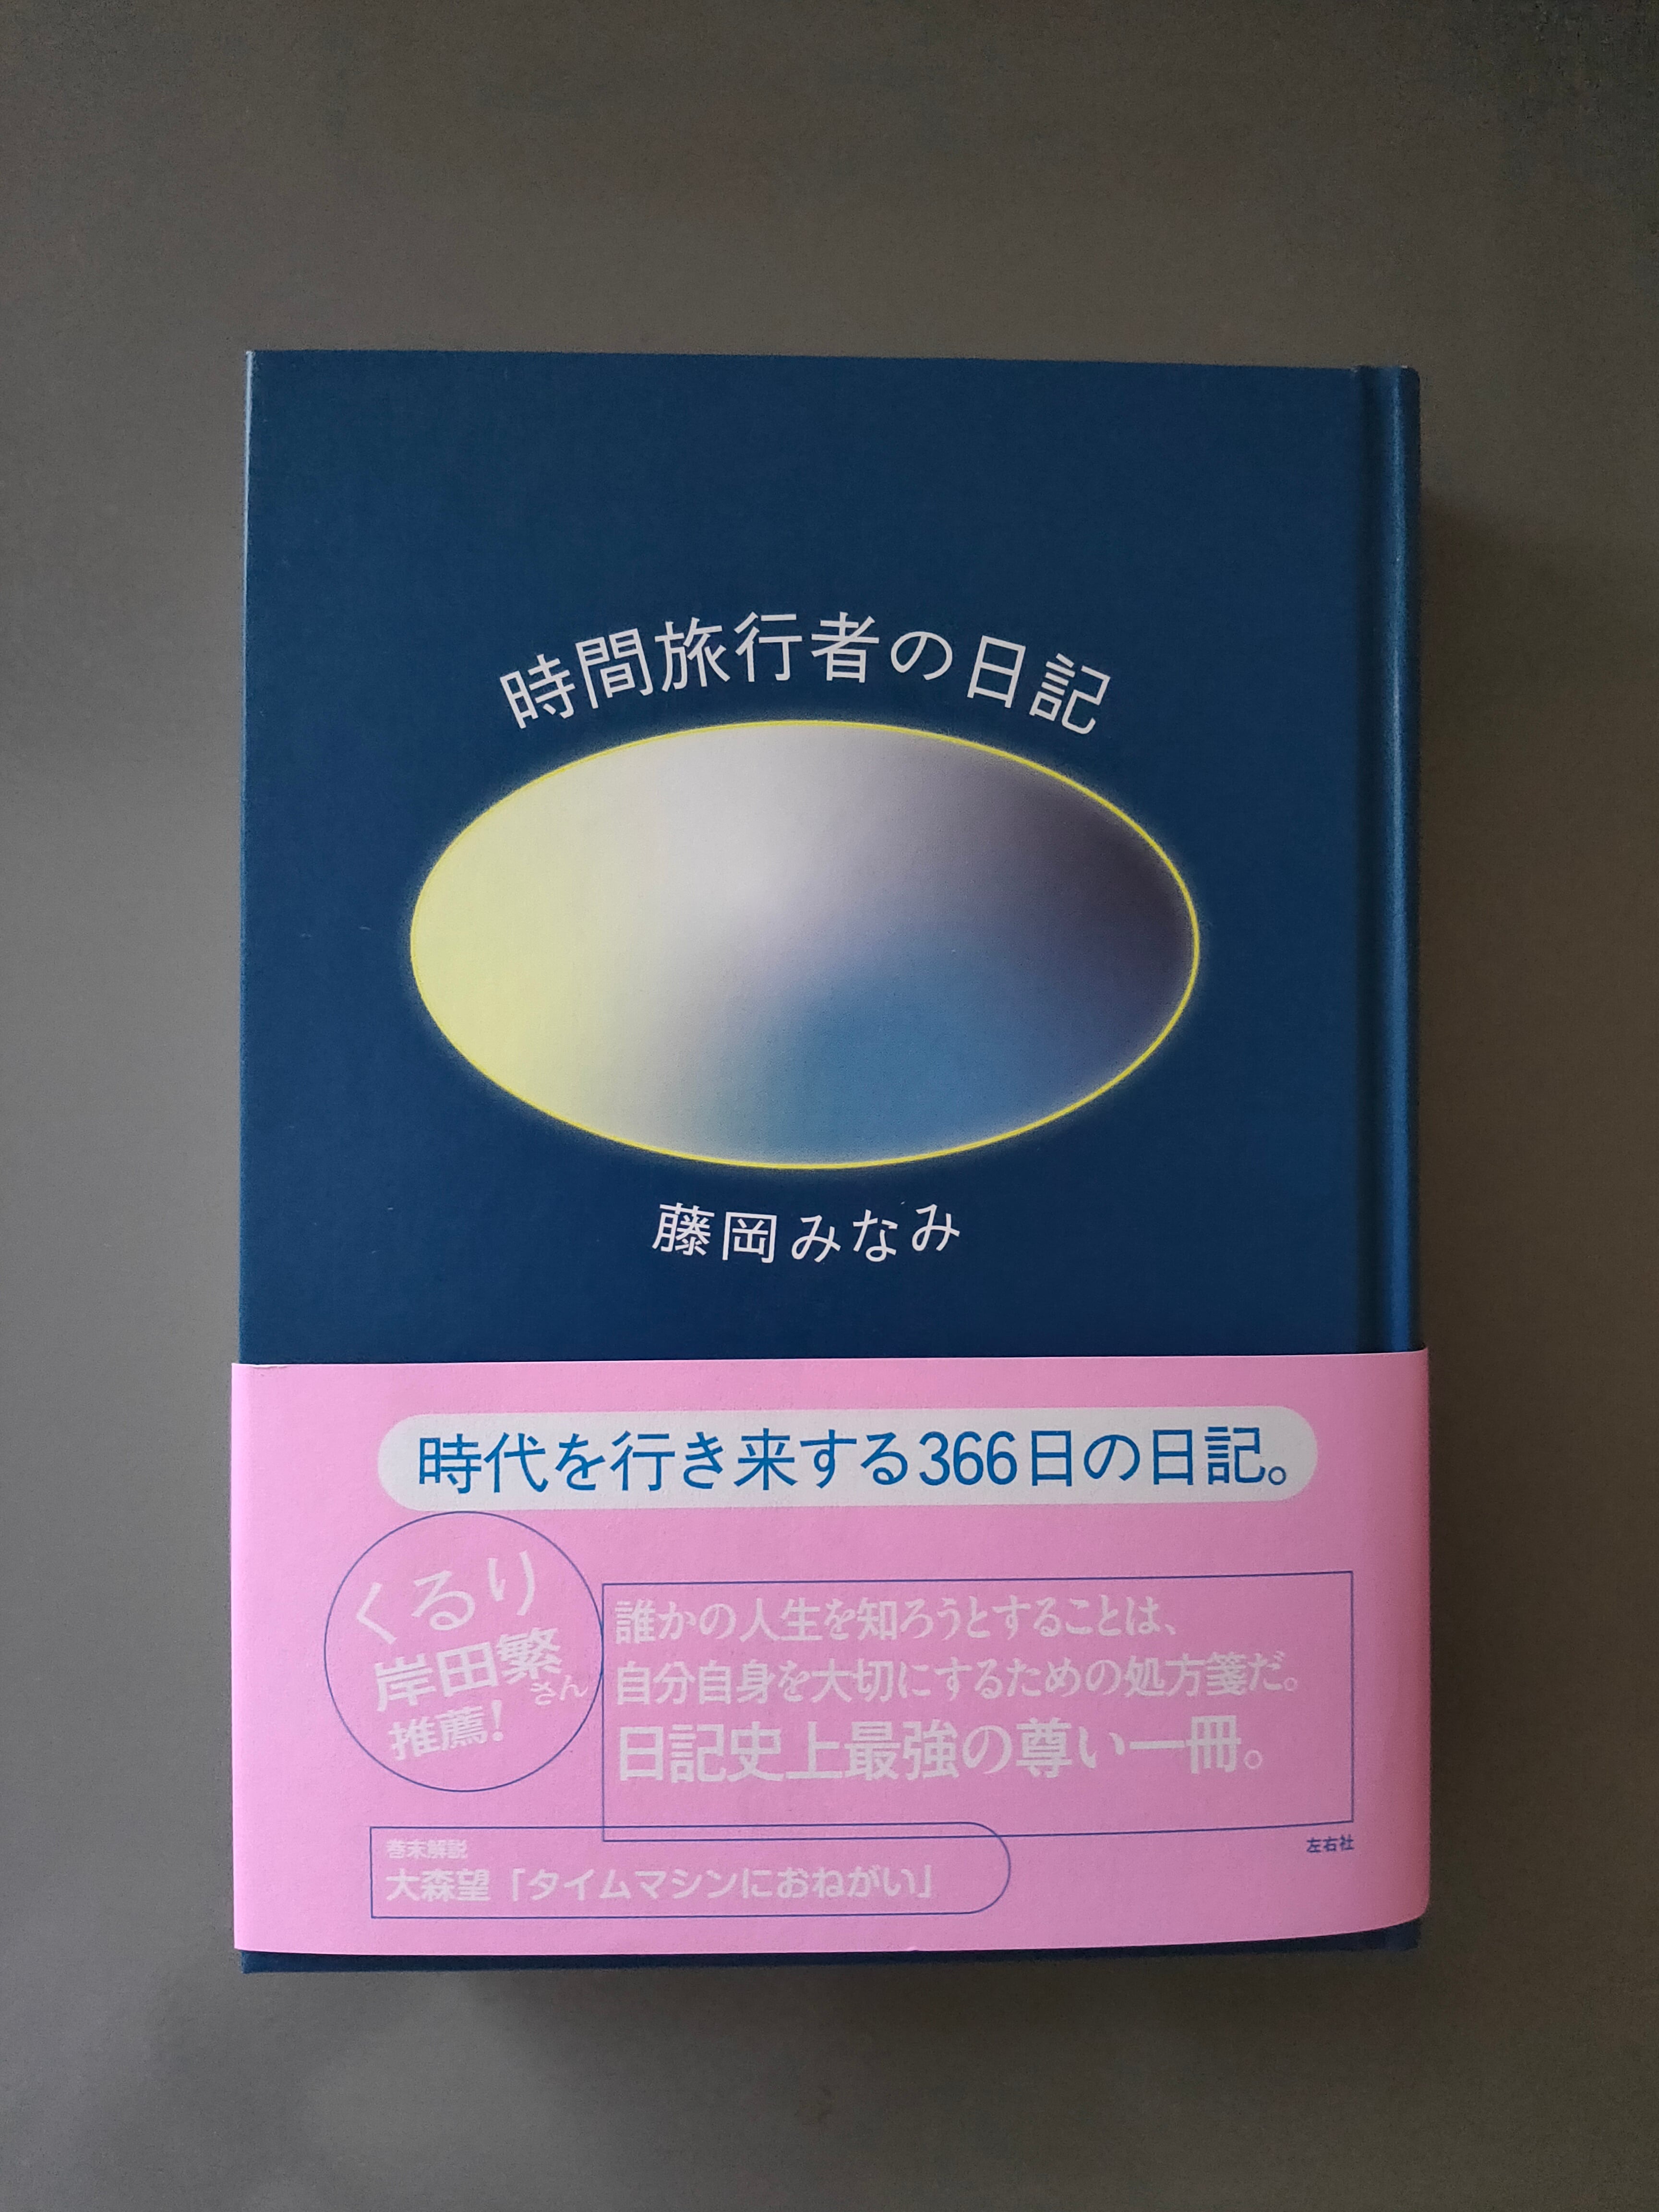 時間旅行者の日記
藤岡みなみ
時代を行き来する366日の日記。
くるり
岸田繁さん
推薦!
誰かの人生を知ろうとすることは、
自分自身を大切にするための処方箋だ。
日記史上最強の尊い一冊。
巻末解説
大森望「タイムマシンにおねがい」
左右社